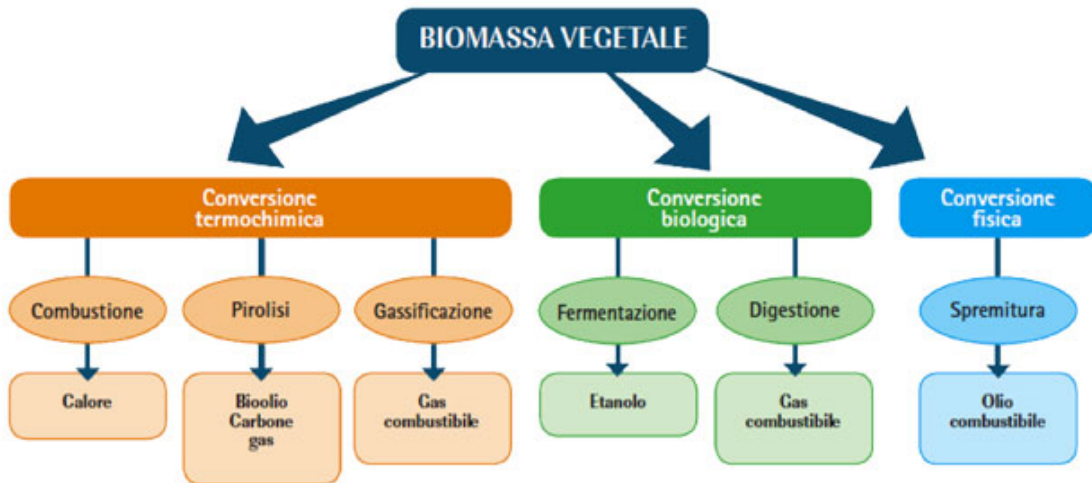 BIOMASSA VEGETALE
Conversione
termochimica
Conversione
biologica
Conversione
fisica
Combustione
Pirolisi
Gassificazione
Fermentazione
Digestione
Spremitura
Calore
Bioolio
Carbone
gas
Gas
combustibile
Etanolo
Gas
combustibile
Olio
combustibile